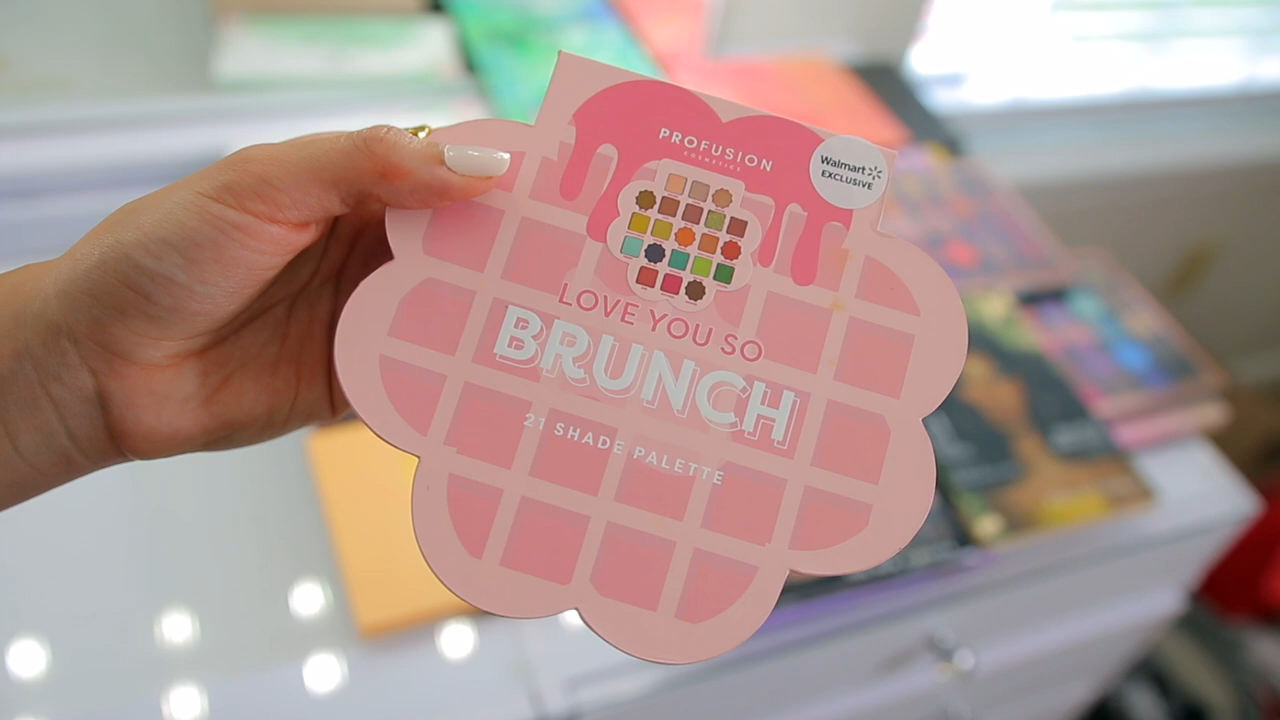 PROFUSION
COSMETICS
Walmart
EXCLUSIVE
LOVE YOU SO
BRUNCH
21 SHADE PALETTE